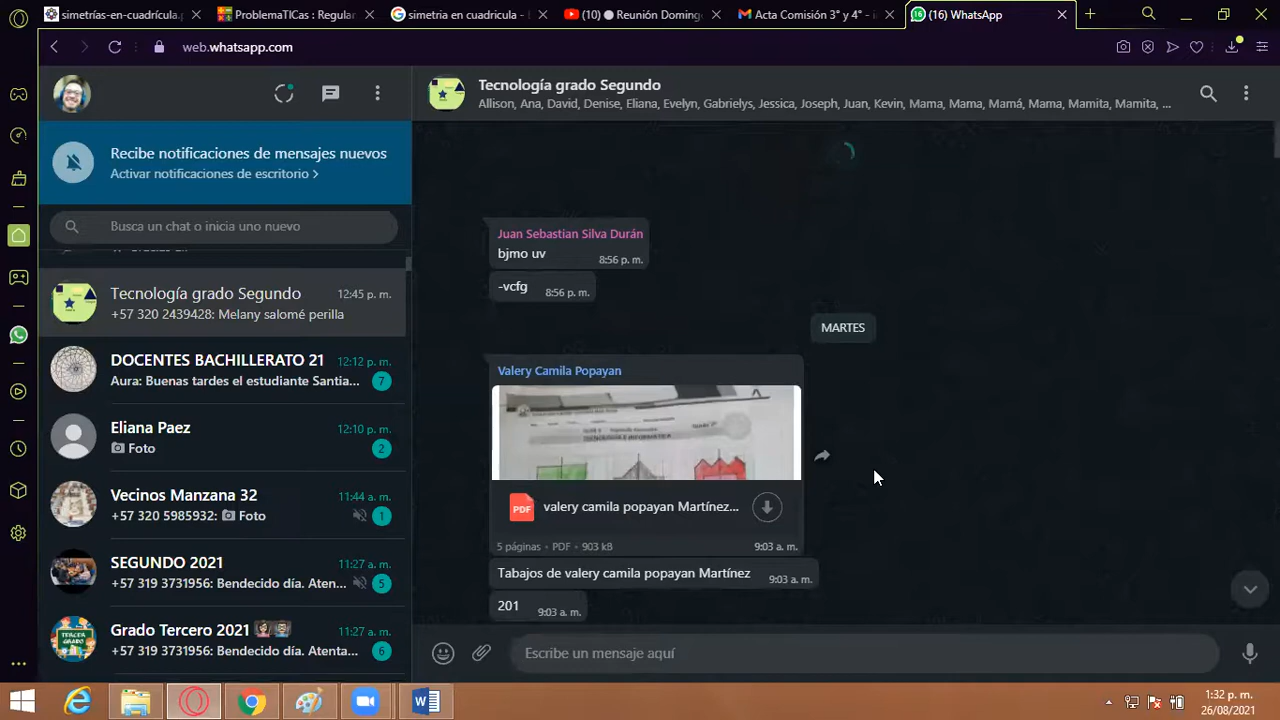 simetrías-en-cuadrícula.p
ProblemaTICas : Regular
simetria en cuadricula - b
(10) Reunión Doming
Acta Comisión 3° y 4° -
(16) WhatsApp
web.whatsapp.com
Tecnología grado Segundo
Allison, Ana, David, Denise, Eliana, Evelyn, Gabrielys, Jessica, Joseph, Juan, Kevin, Mama, Mama, Mamá, Mama, Mamita, Mamita, ...
Recibe notificaciones de mensajes nuevos
Activar notificaciones de escritorio >
Busca un chat o inicia uno nuevo
Tecnología grado Segundo 12:45 p. m.
+57 320 2439428: Melany salomé perilla
DOCENTES BACHILLERATO 21 12:12 p. m.
Aura: Buenas tardes el estudiante Santia... 7
Eliana Paez 12:10 p. m.
Foto 2
Vecinos Manzana 32 11:44 a. m.
+57 320 5985932: Foto 1
SEGUNDO 2021 11:27 a. m.
+57 319 3731956: Bendecido día. Aten... 5
Grado Tercero 2021 11:27 a. m.
+57 319 3731956: Bendecido día. Atenta... 6
Juan Sebastian Silva Durán
bjmo uv 8:56 p. m.
-vcfg 8:56 p. m.
MARTES
Valery Camila Popayan
TECNOLOGÍA E INFORMÁTICA
PDF valery camila popayan Martínez...
5 páginas • PDF • 903 kB 9:03 a. m.
Tabajos de valery camila popayan Martínez 9:03 a. m.
201 9:03 a. m.
Escribe un mensaje aquí
1:32 p. m.
26/08/2021